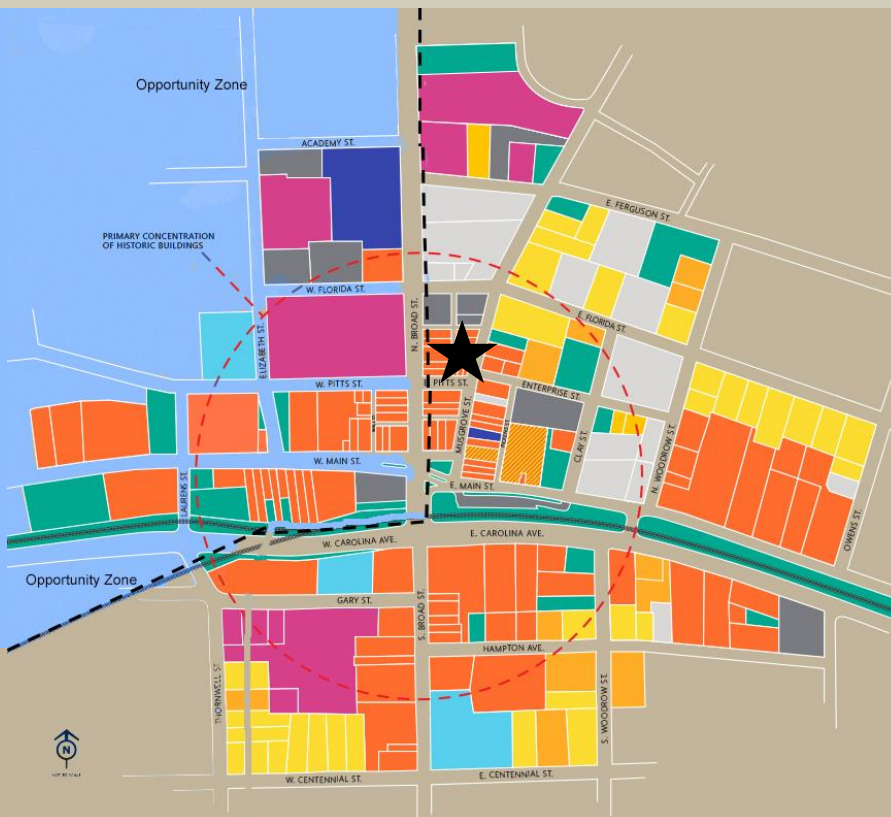 Opportunity Zone
ACADEMY ST.
E. FERGUSON ST.
PRIMARY CONCENTRATION
OF HISTORIC BUILDINGS
W. FLORIDA ST.
N. BROAD ST.
E. FLORIDA ST.
ELIZABETH ST.
W. PITTS ST.
PITTS ST.
ENTERPRISE ST.
MUSGROVE ST.
CLAY ST.
N. WOODROW ST.
W. MAIN ST.
E. MAIN ST.
LAURENS ST.
OWENS ST.
W. CAROLINA AVE.
E. CAROLINA AVE.
Opportunity Zone
GARY ST.
S. BROAD ST.
HAMPTON AVE.
THORNWELL ST.
S. WOODROW ST.
N
W. CENTENNIAL ST.
E. CENTENNIAL ST.